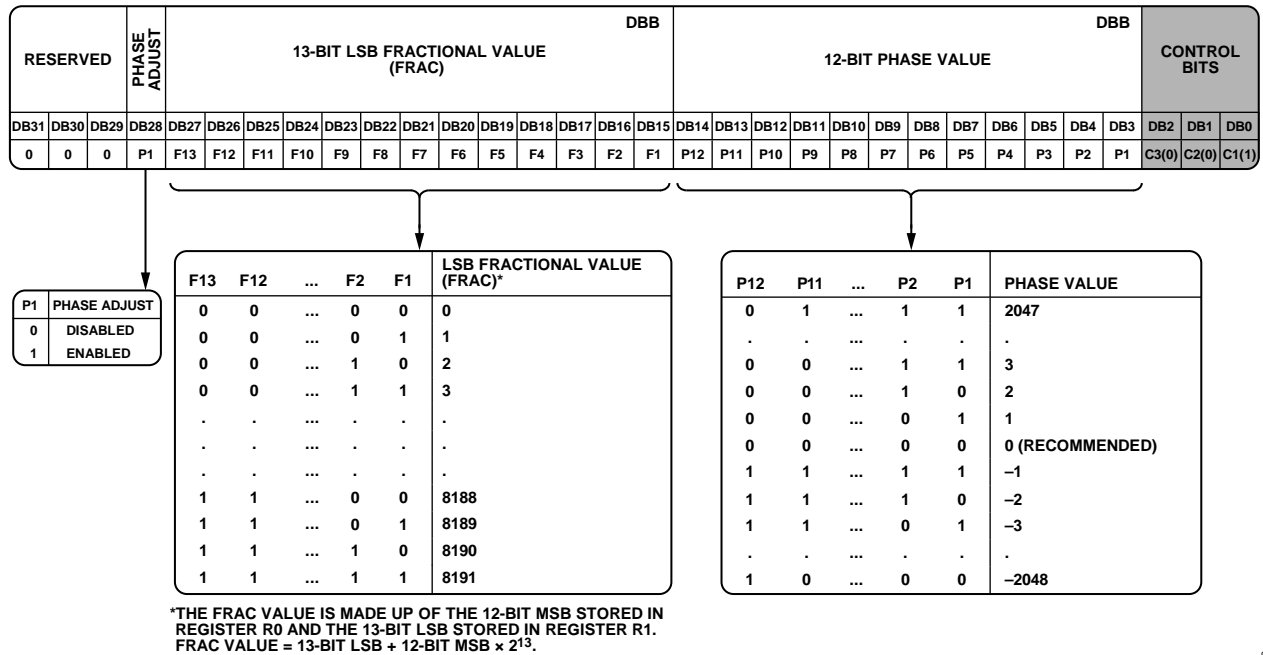 RESERVED
PHASE ADJUST
DBB
13-BIT LSB FRACTIONAL VALUE
(FRAC)
DBB
12-BIT PHASE VALUE
CONTROL
BITS
DB31 DB30 DB29 DB28 DB27 DB26 DB25 DB24 DB23 DB22 DB21 DB20 DB19 DB18 DB17 DB16 DB15 DB14 DB13 DB12 DB11 DB10 DB9 DB8 DB7 DB6 DB5 DB4 DB3 DB2 DB1 DB0
0 0 0 P1 F13 F12 F11 F10 F9 F8 F7 F6 F5 F4 F3 F2 F1 P12 P11 P10 P9 P8 P7 P6 P5 P4 P3 P2 P1 C3(0) C2(0) C1(1)
P1 PHASE ADJUST
0 DISABLED
1 ENABLED
F13 F12 ... F2 F1 LSB FRACTIONAL VALUE
(FRAC)*
0 0 ... 0 0 0
0 0 ... 0 1 1
0 0 ... 1 0 2
0 0 ... 1 1 3
. . ... . . .
. . ... . . .
. . ... . . .
1 1 ... 0 0 8188
1 1 ... 0 1 8189
1 1 ... 1 0 8190
1 1 ... 1 1 8191
*THE FRAC VALUE IS MADE UP OF THE 12-BIT MSB STORED IN
REGISTER R0 AND THE 13-BIT LSB STORED IN REGISTER R1.
FRAC VALUE = 13-BIT LSB + 12-BIT MSB × 2¹³.
P12 P11 ... P2 P1 PHASE VALUE
0 1 ... 1 1 2047
. . ... . . .
0 0 ... 1 1 3
0 0 ... 1 0 2
0 0 ... 0 1 1
0 0 ... 0 0 0 (RECOMMENDED)
1 1 ... 1 1 –1
1 1 ... 1 0 –2
1 1 ... 0 1 –3
. . ... . . .
1 0 ... 0 0 –2048